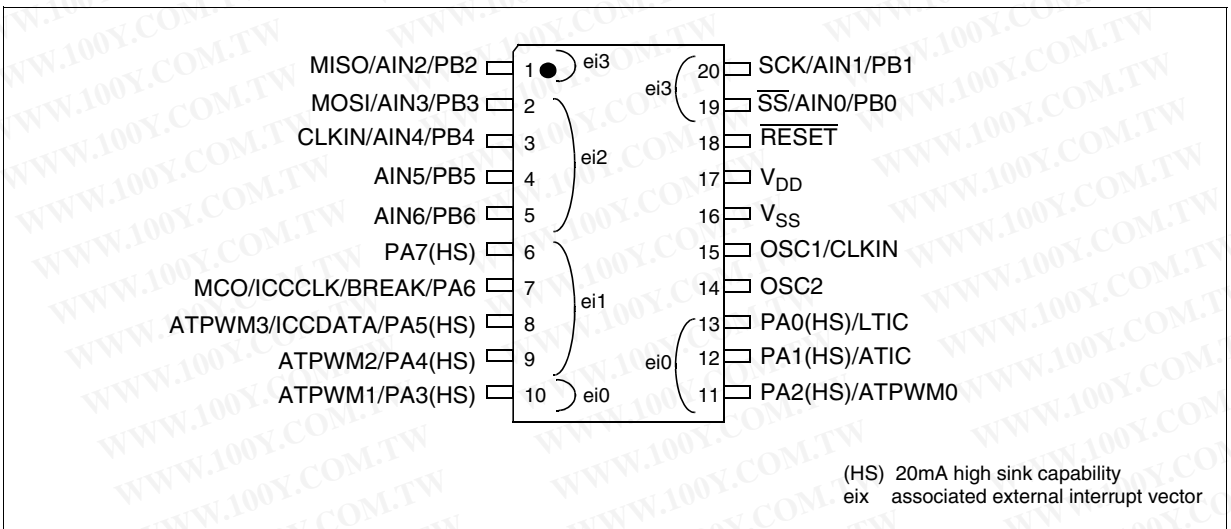 MISO/AIN2/PB2 1 ei3
MOSI/AIN3/PB3 2
CLKIN/AIN4/PB4 3
ei2
AIN5/PB5 4
AIN6/PB6 5
PA7(HS) 6
MCO/ICCCLK/BREAK/PA6 7
ei1
ATPWM3/ICCDATA/PA5(HS) 8
ATPWM2/PA4(HS) 9
ATPWM1/PA3(HS) 10 ei0
20 SCK/AIN1/PB1
ei3
19 S̅S̅/AIN0/PB0
18 R̅E̅S̅E̅T̅
17 VDD
16 VSS
15 OSC1/CLKIN
14 OSC2
13 PA0(HS)/LTIC
ei0 12 PA1(HS)/ATIC
11 PA2(HS)/ATPWM0
(HS) 20mA high sink capability
eix associated external interrupt vector
WWW.100Y.COM.TW